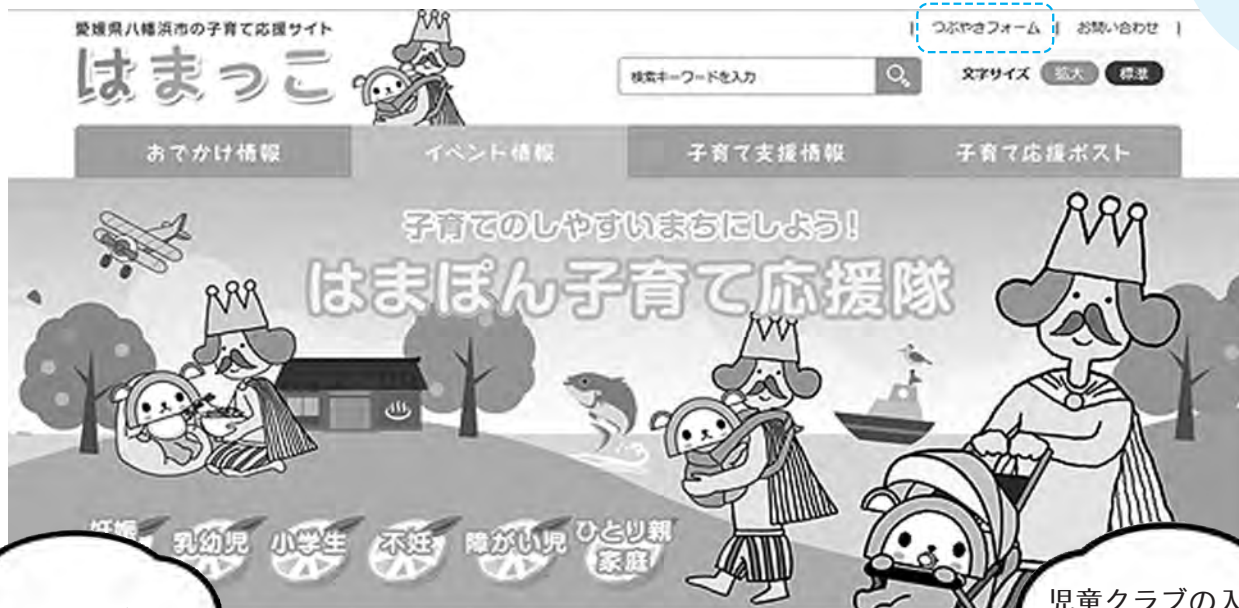 愛媛県八幡浜市の子育て応援サイト
はまっこ
| つぶやきフォーム | お問い合わせ |
検索キーワードを入力
文字サイズ 拡大 標準
おでかけ情報 イベント情報 子育て支援情報 子育て応援ポスト
子育てのしやすいまちにしよう!
はまぽん子育て応援隊
妊娠 乳幼児 小学生 不妊 障がい児 ひとり親家庭
児童クラブの入